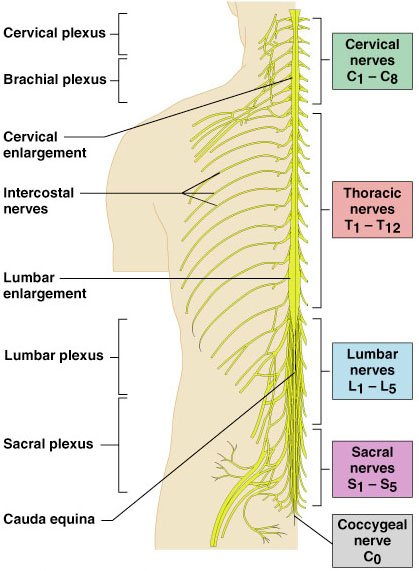 Cervical plexus
Brachial plexus
Cervical
enlargement
Intercostal
nerves
Lumbar
enlargement
Lumbar plexus
Sacral plexus
Cauda equina
Cervical
nerves
C₁ – C₈
Thoracic
nerves
T₁ – T₁₂
Lumbar
nerves
L₁ – L₅
Sacral
nerves
S₁ – S₅
Coccygeal
nerve
C₀